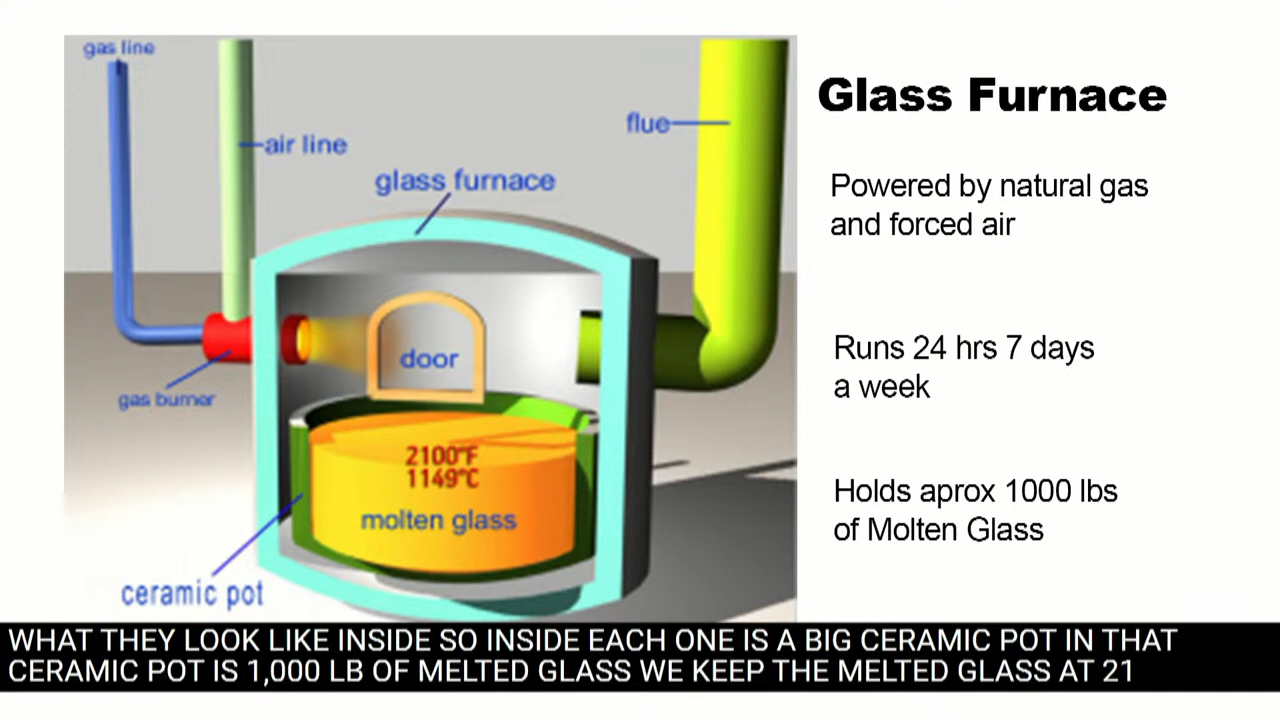 gas line
Glass Furnace
flue
air line
glass furnace
Powered by natural gas
and forced air
door
Runs 24 hrs 7 days
a week
gas burner
2100°F
1149°C
molten glass
Holds aprox 1000 lbs
of Molten Glass
ceramic pot
WHAT THEY LOOK LIKE INSIDE SO INSIDE EACH ONE IS A BIG CERAMIC POT IN THAT
CERAMIC POT IS 1,000 LB OF MELTED GLASS WE KEEP THE MELTED GLASS AT 21